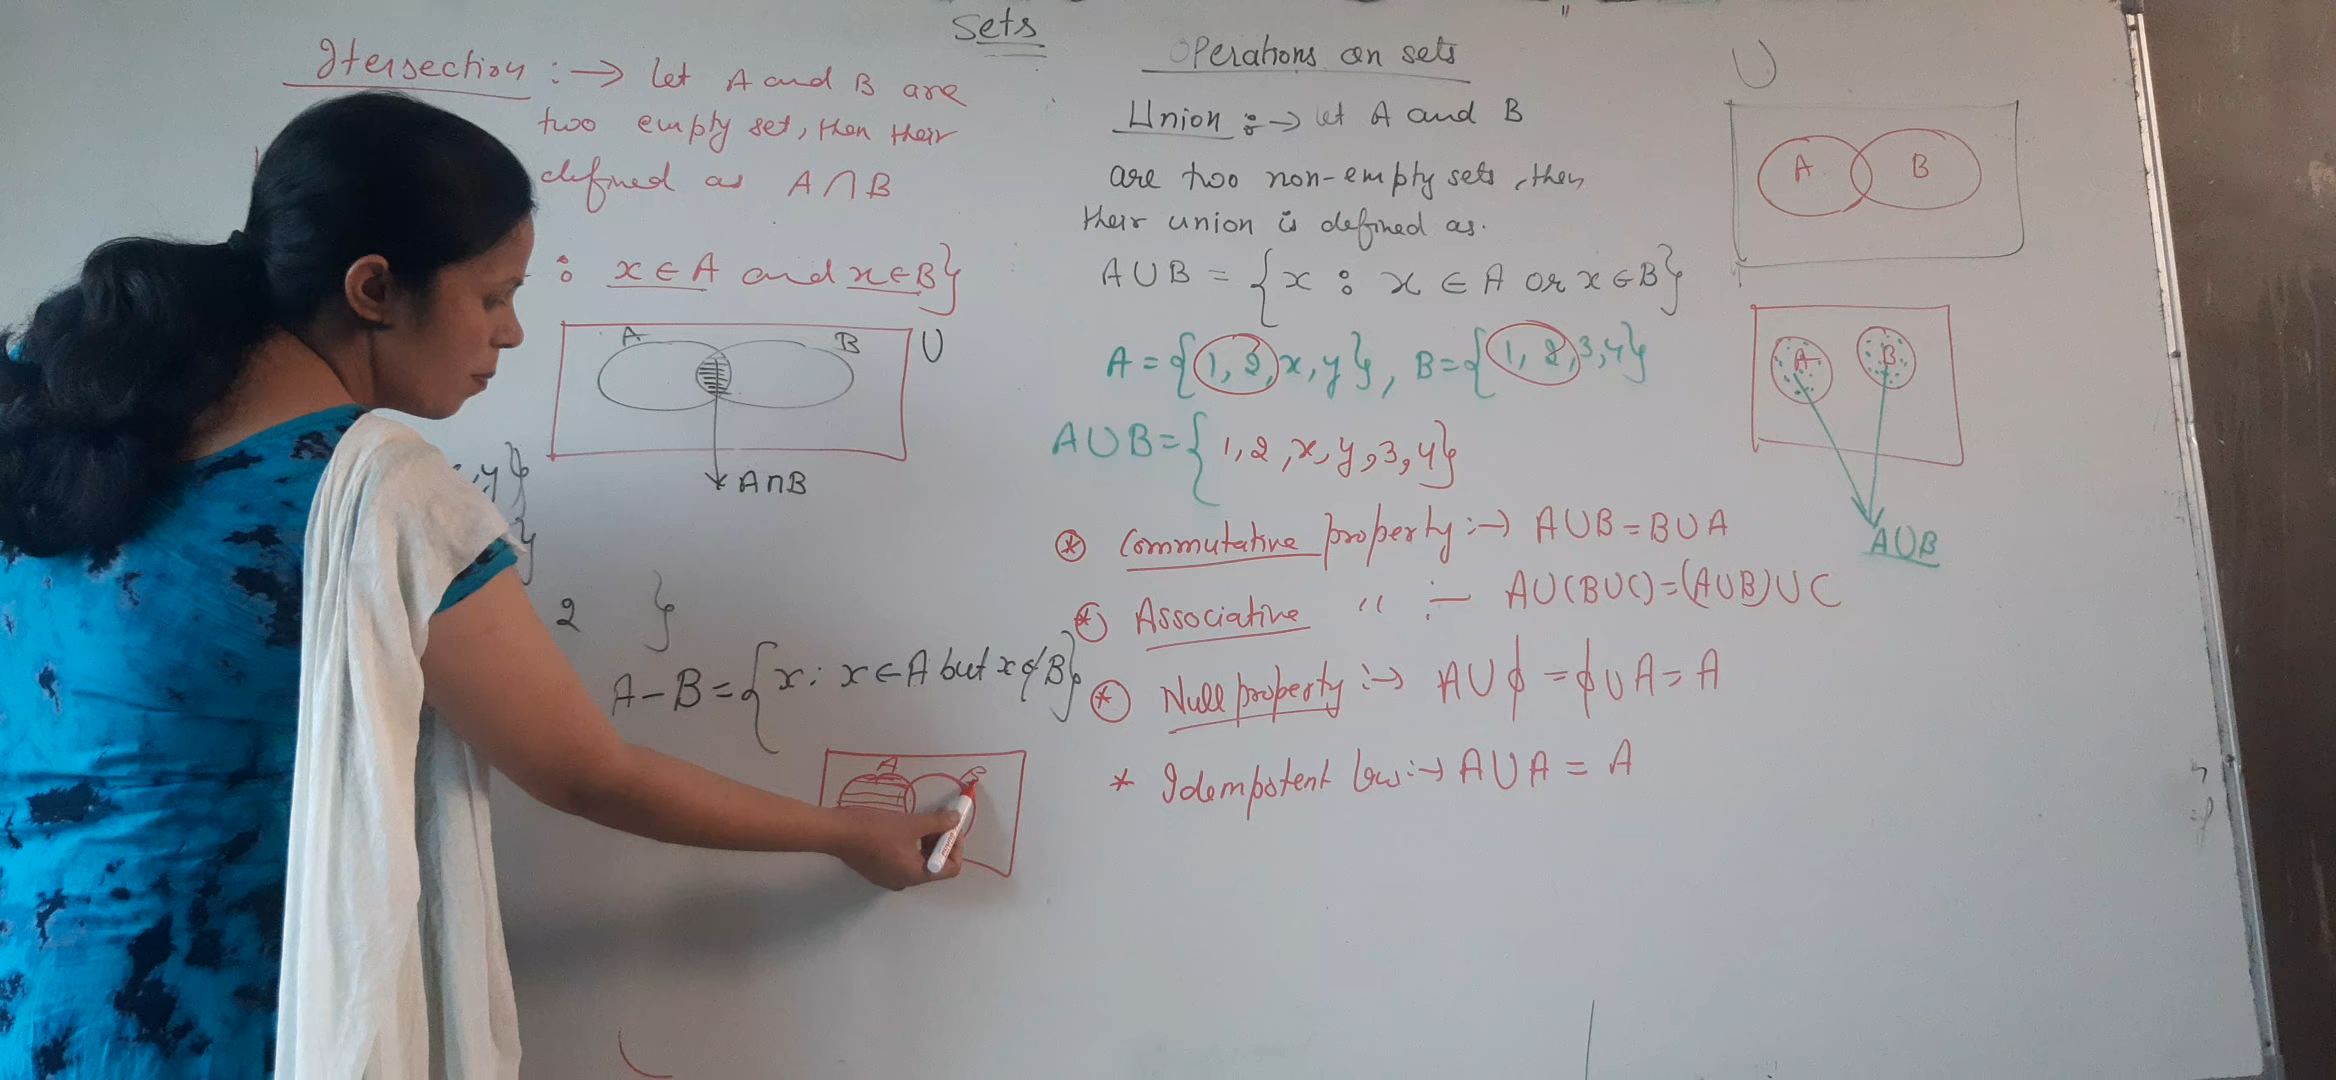 Sets
Itersection :→ let A and B are
two empty set, then their
defined as A∩B
: x∈A and x∈B}
A B U
A∩B
,y}
}
2 }
A-B={x: x∈A but x∉B}
A
Operations on sets
Union :→ let A and B
are two non-empty sets, then
their union is defined as.
A∪B = {x : x ∈ A or x∈B}
A={1, 2, x, y}, B={1, 2, 3, 4}
A∪B={1, 2, x, y, 3, 4}
* Commutative property :→ A∪B=B∪A
* Associative " :- A∪(B∪C)=(A∪B)∪C
* Null property :→ A∪ϕ =ϕ∪A=A
* Idempotent law :→ A∪A = A
U
A B
A B
A∪B